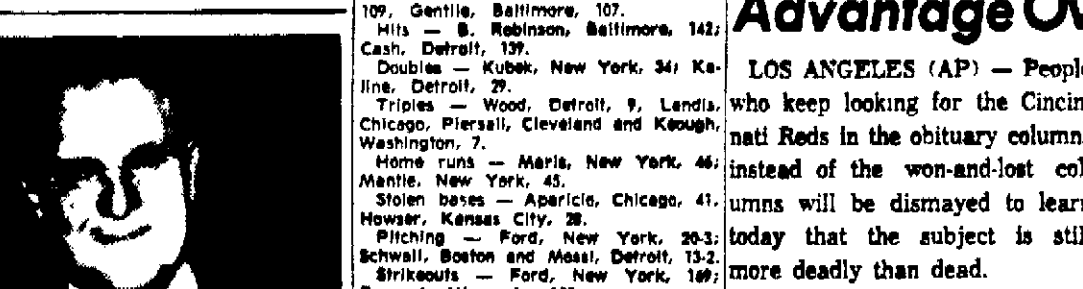 109, Gentile, Baltimore, 107.
Hits — B. Robinson, Baltimore, 142;
Cash, Detroit, 139.
Doubles — Kubek, New York, 34; Ka-
line, Detroit, 29.
Triples — Wood, Detroit, 9, Landis,
Chicago, Piersall, Cleveland and Keough,
Washington, 7.
Home runs — Maris, New York, 46;
Mantle, New York, 45.
Stolen bases — Aparicio, Chicago, 41,
Howser, Kansas City, 28.
Pitching — Ford, New York, 20-3;
Schwall, Boston and Mossi, Detroit, 13-2.
Strikeouts — Ford, New York, 169;
Advantage Ov
LOS ANGELES (AP) — People
who keep looking for the Cincin
nati Reds in the obituary column
instead of the won-and-lost col
umns will be dismayed to learn
today that the subject is stil
more deadly than dead.